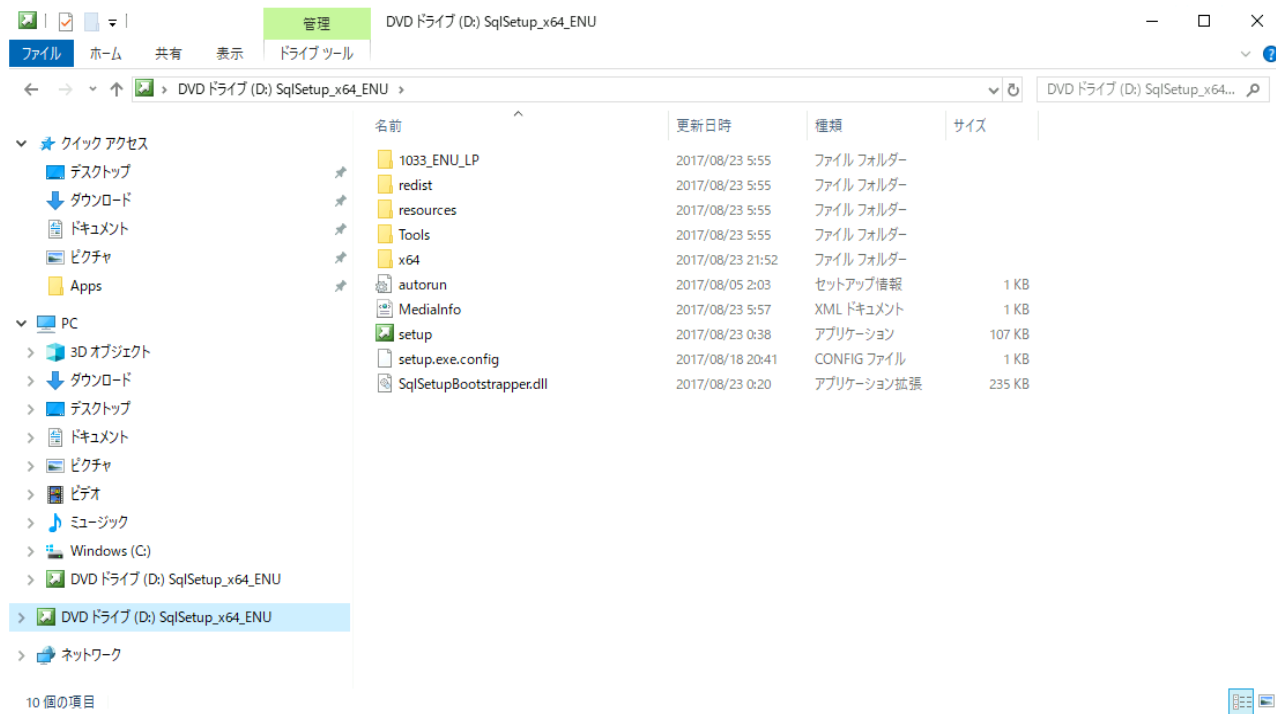 管理 DVD ドライブ (D:) SqlSetup_x64_ENU
ファイル ホーム 共有 表示 ドライブ ツール
DVD ドライブ (D:) SqlSetup_x64_ENU
DVD ドライブ (D:) SqlSetup_x64...
クイック アクセス
デスクトップ
ダウンロード
ドキュメント
ピクチャ
Apps
PC
3D オブジェクト
ダウンロード
デスクトップ
ドキュメント
ピクチャ
ビデオ
ミュージック
Windows (C:)
DVD ドライブ (D:) SqlSetup_x64_ENU
DVD ドライブ (D:) SqlSetup_x64_ENU
ネットワーク
名前 更新日時 種類 サイズ
1033_ENU_LP 2017/08/23 5:55 ファイル フォルダー
redist 2017/08/23 5:55 ファイル フォルダー
resources 2017/08/23 5:55 ファイル フォルダー
Tools 2017/08/23 5:55 ファイル フォルダー
x64 2017/08/23 21:52 ファイル フォルダー
autorun 2017/08/05 2:03 セットアップ情報 1 KB
MediaInfo 2017/08/23 5:57 XML ドキュメント 1 KB
setup 2017/08/23 0:38 アプリケーション 107 KB
setup.exe.config 2017/08/18 20:41 CONFIG ファイル 1 KB
SqlSetupBootstrapper.dll 2017/08/23 0:20 アプリケーション拡張 235 KB
10 個の項目